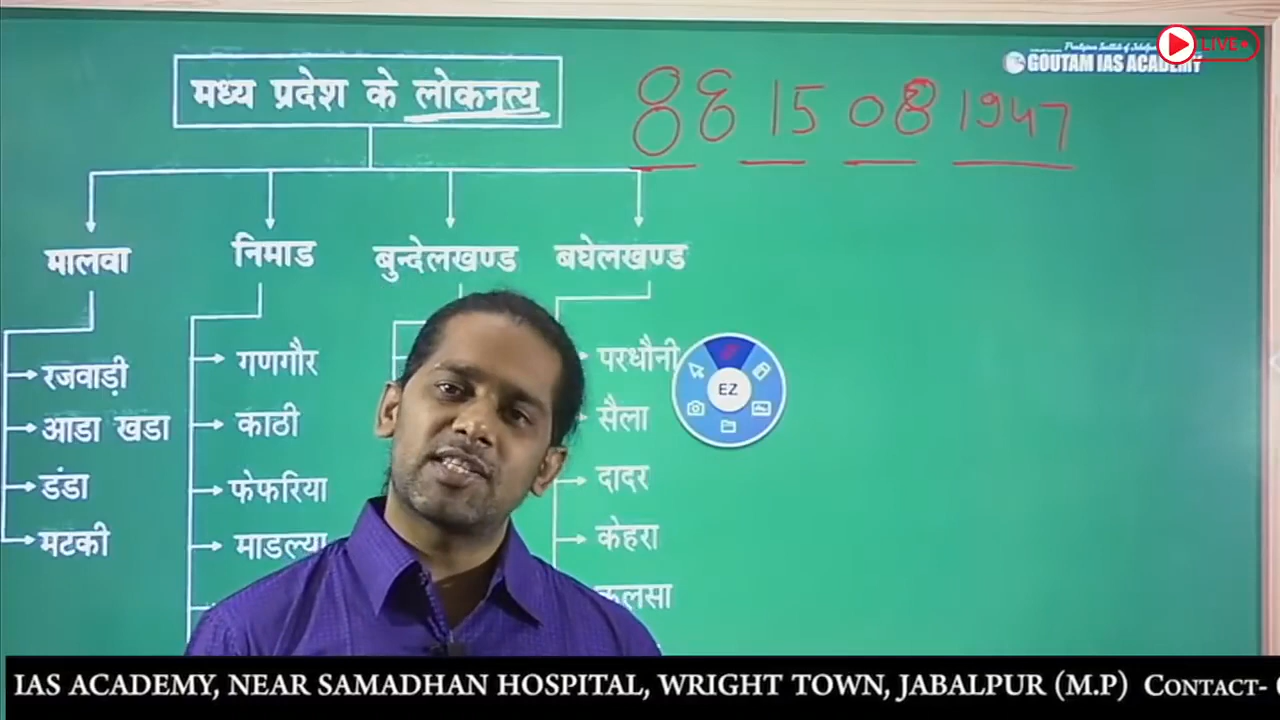 LIVE
GOUTAM IAS ACADEMY
मध्य प्रदेश के लोकनृत्य
88 15 08 1947
मालवा
निमाड
बुन्देलखण्ड
बघेलखण्ड
रजवाड़ी
आडा खडा
डंडा
मटकी
गणगौर
काठी
फेफरिया
माडल्या
परधौनी
सैला
दादर
केहरा
कलसा
EZ
IAS ACADEMY, NEAR SAMADHAN HOSPITAL, WRIGHT TOWN, JABALPUR (M.P) CONTACT-